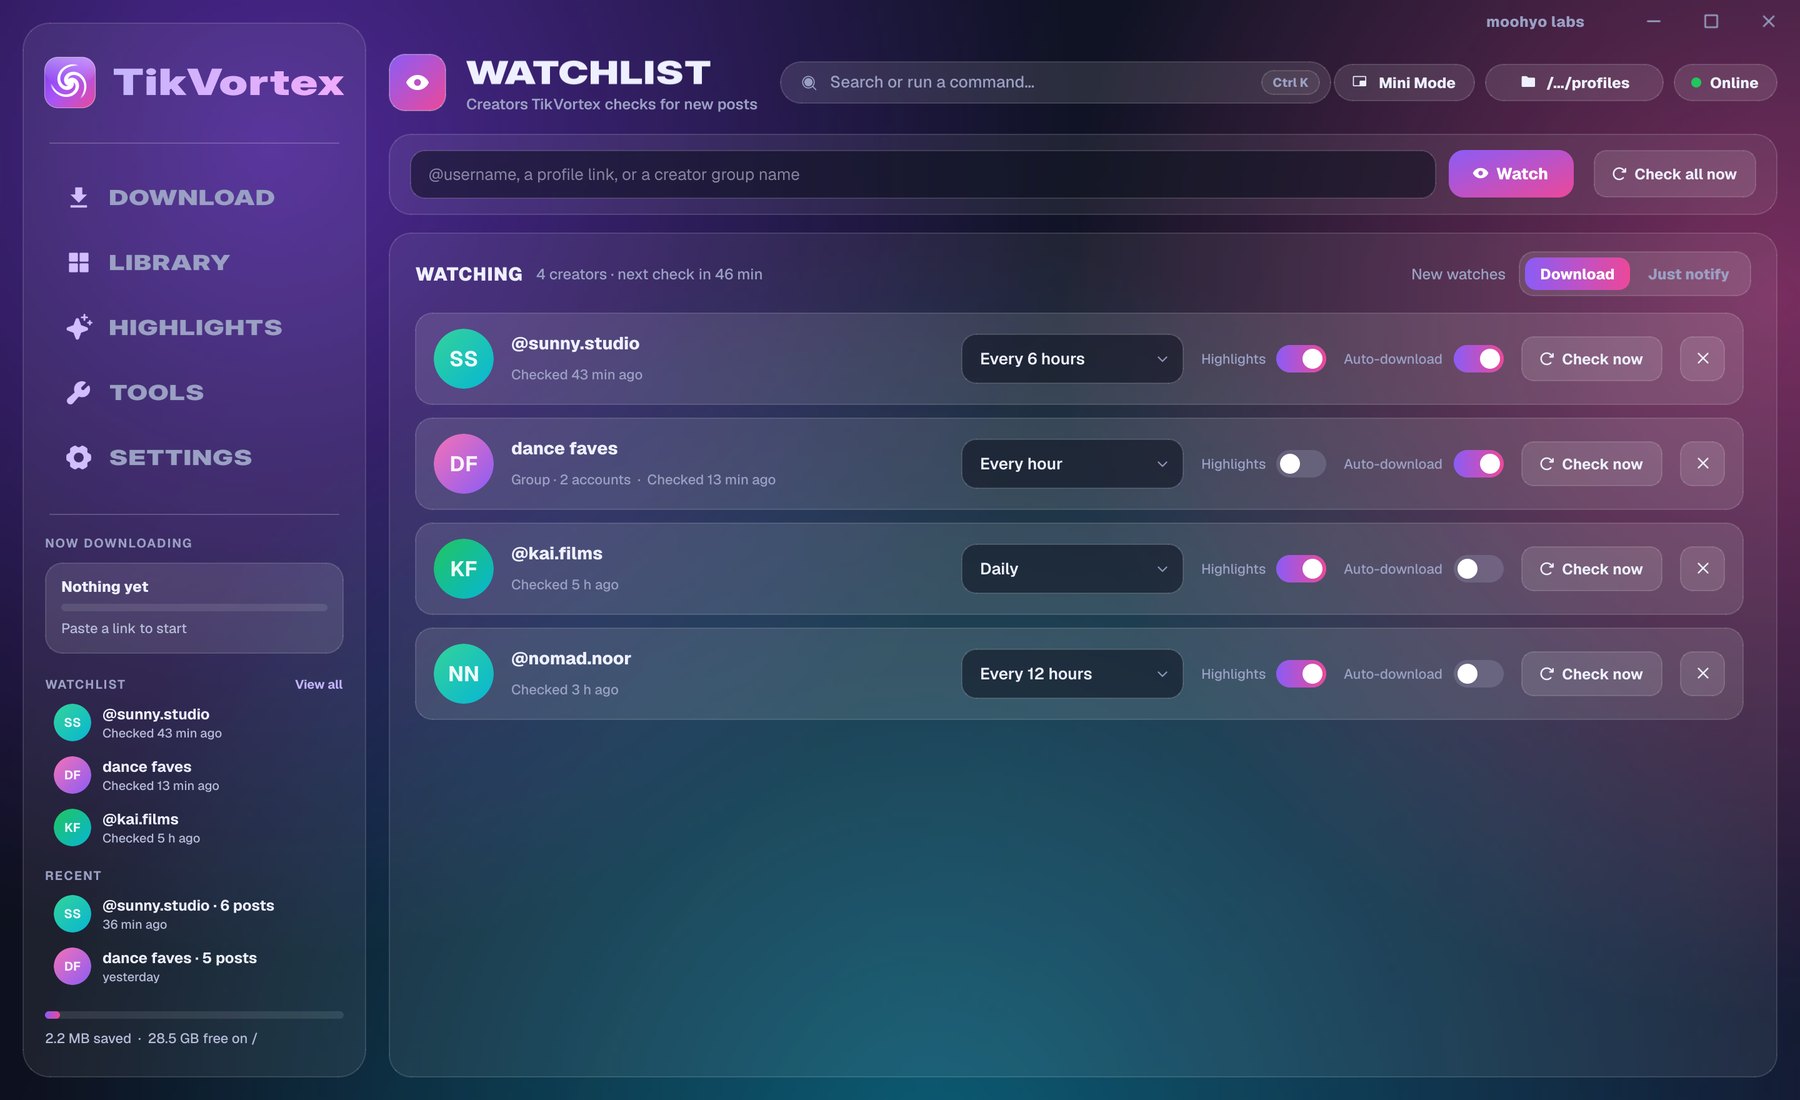 moohyo labs
TikVortex
DOWNLOAD
LIBRARY
HIGHLIGHTS
TOOLS
SETTINGS
NOW DOWNLOADING
Nothing yet
Paste a link to start
WATCHLIST View all
SS @sunny.studio
Checked 43 min ago
DF dance faves
Checked 13 min ago
KF @kai.films
Checked 5 h ago
RECENT
SS @sunny.studio · 6 posts
36 min ago
DF dance faves · 5 posts
yesterday
2.2 MB saved · 28.5 GB free on /
WATCHLIST
Creators TikVortex checks for new posts
Search or run a command... Ctrl K
Mini Mode
/.../profiles
Online
@username, a profile link, or a creator group name
Watch
Check all now
WATCHING 4 creators · next check in 46 min
New watches Download Just notify
SS @sunny.studio
Checked 43 min ago
Every 6 hours Highlights Auto-download Check now
DF dance faves
Group · 2 accounts · Checked 13 min ago
Every hour Highlights Auto-download Check now
KF @kai.films
Checked 5 h ago
Daily Highlights Auto-download Check now
NN @nomad.noor
Checked 3 h ago
Every 12 hours Highlights Auto-download Check now